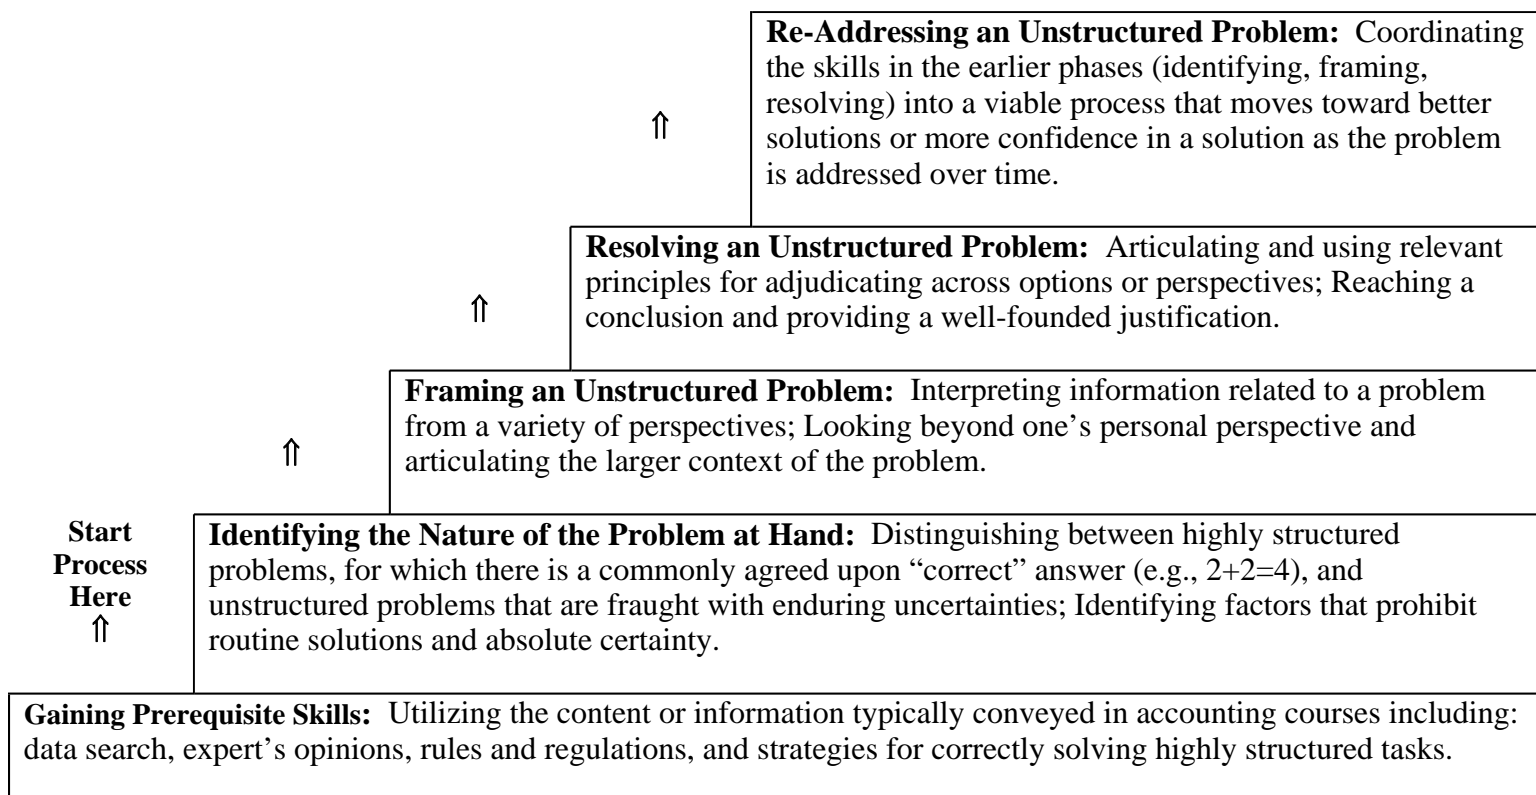 Re-Addressing an Unstructured Problem: Coordinating
the skills in the earlier phases (identifying, framing,
resolving) into a viable process that moves toward better
solutions or more confidence in a solution as the problem
is addressed over time.
⇑
Resolving an Unstructured Problem: Articulating and using relevant
principles for adjudicating across options or perspectives; Reaching a
conclusion and providing a well-founded justification.
⇑
Framing an Unstructured Problem: Interpreting information related to a problem
from a variety of perspectives; Looking beyond one’s personal perspective and
articulating the larger context of the problem.
⇑
Start
Process
Here
⇑
Identifying the Nature of the Problem at Hand: Distinguishing between highly structured
problems, for which there is a commonly agreed upon “correct” answer (e.g., 2+2=4), and
unstructured problems that are fraught with enduring uncertainties; Identifying factors that prohibit
routine solutions and absolute certainty.
Gaining Prerequisite Skills: Utilizing the content or information typically conveyed in accounting courses including:
data search, expert’s opinions, rules and regulations, and strategies for correctly solving highly structured tasks.